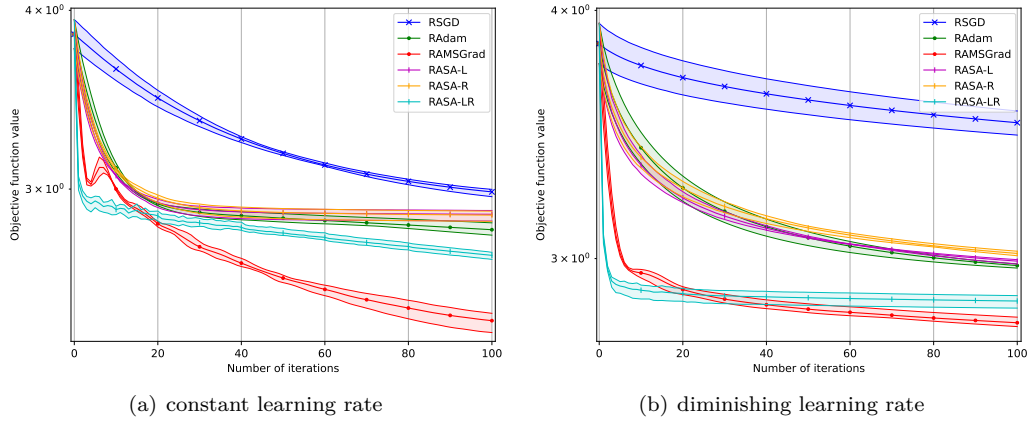 4 × 10⁰
3 × 10⁰
Objective function value
RSGD
RAdam
RAMSGrad
RASA-L
RASA-R
RASA-LR
0 20 40 60 80 100
Number of iterations
(a) constant learning rate
4 × 10⁰
3 × 10⁰
Objective function value
RSGD
RAdam
RAMSGrad
RASA-L
RASA-R
RASA-LR
0 20 40 60 80 100
Number of iterations
(b) diminishing learning rate